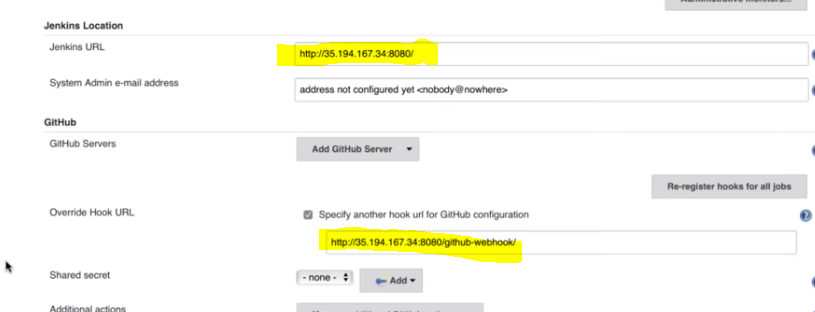 Administrative monitors...
Jenkins Location
Jenkins URL
http://35.194.167.34:8080/
System Admin e-mail address
address not configured yet <nobody@nowhere>
GitHub
GitHub Servers
Add GitHub Server
Re-register hooks for all jobs
Override Hook URL
Specify another hook url for GitHub configuration
http://35.194.167.34:8080/github-webhook/
Shared secret
- none -
Add
Additional actions